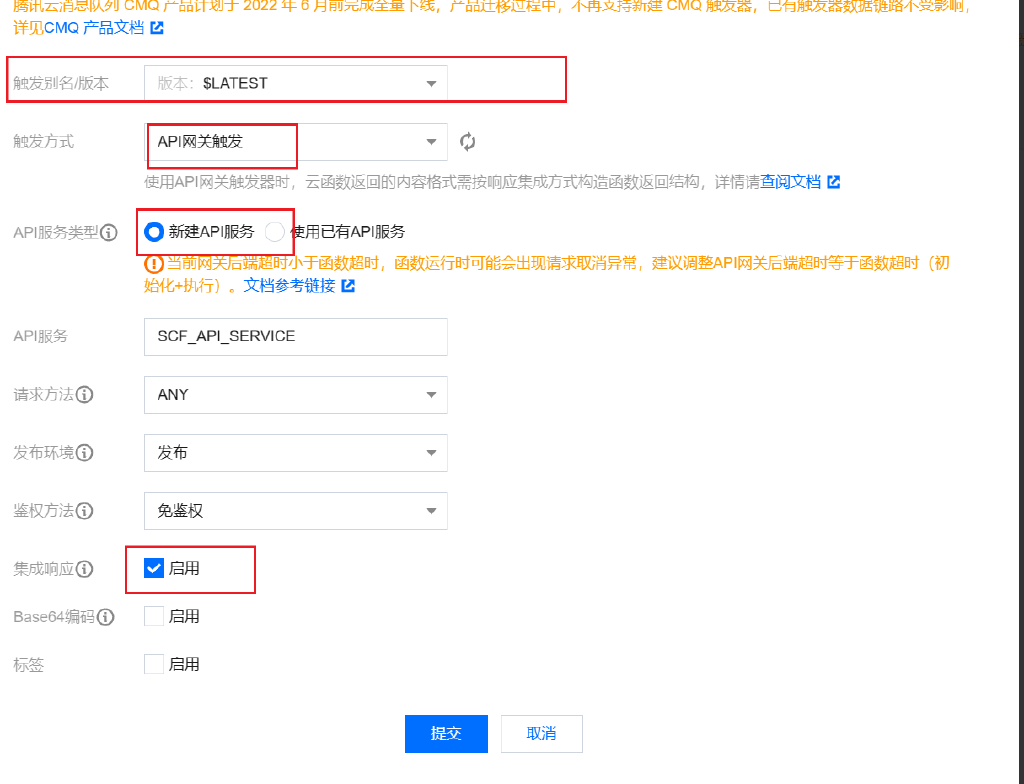 腾讯云消息队列 CMQ 产品计划于 2022 年 6 月前完成全量下线，产品迁移过程中，不再支持新建 CMQ 触发器，已有触发器数据链路不受影响，
详见CMQ 产品文档
触发别名/版本 版本： $LATEST
触发方式 API网关触发
使用API网关触发器时，云函数返回的内容格式需按响应集成方式构造函数返回结构，详情请查阅文档
API服务类型 新建API服务 使用已有API服务
当前网关后端超时小于函数超时，函数运行时可能会出现请求取消异常，建议调整API网关后端超时等于函数超时（初
始化+执行）。文档参考链接
API服务 SCF_API_SERVICE
请求方法 ANY
发布环境 发布
鉴权方法 免鉴权
集成响应 启用
Base64编码 启用
标签 启用
提交 取消